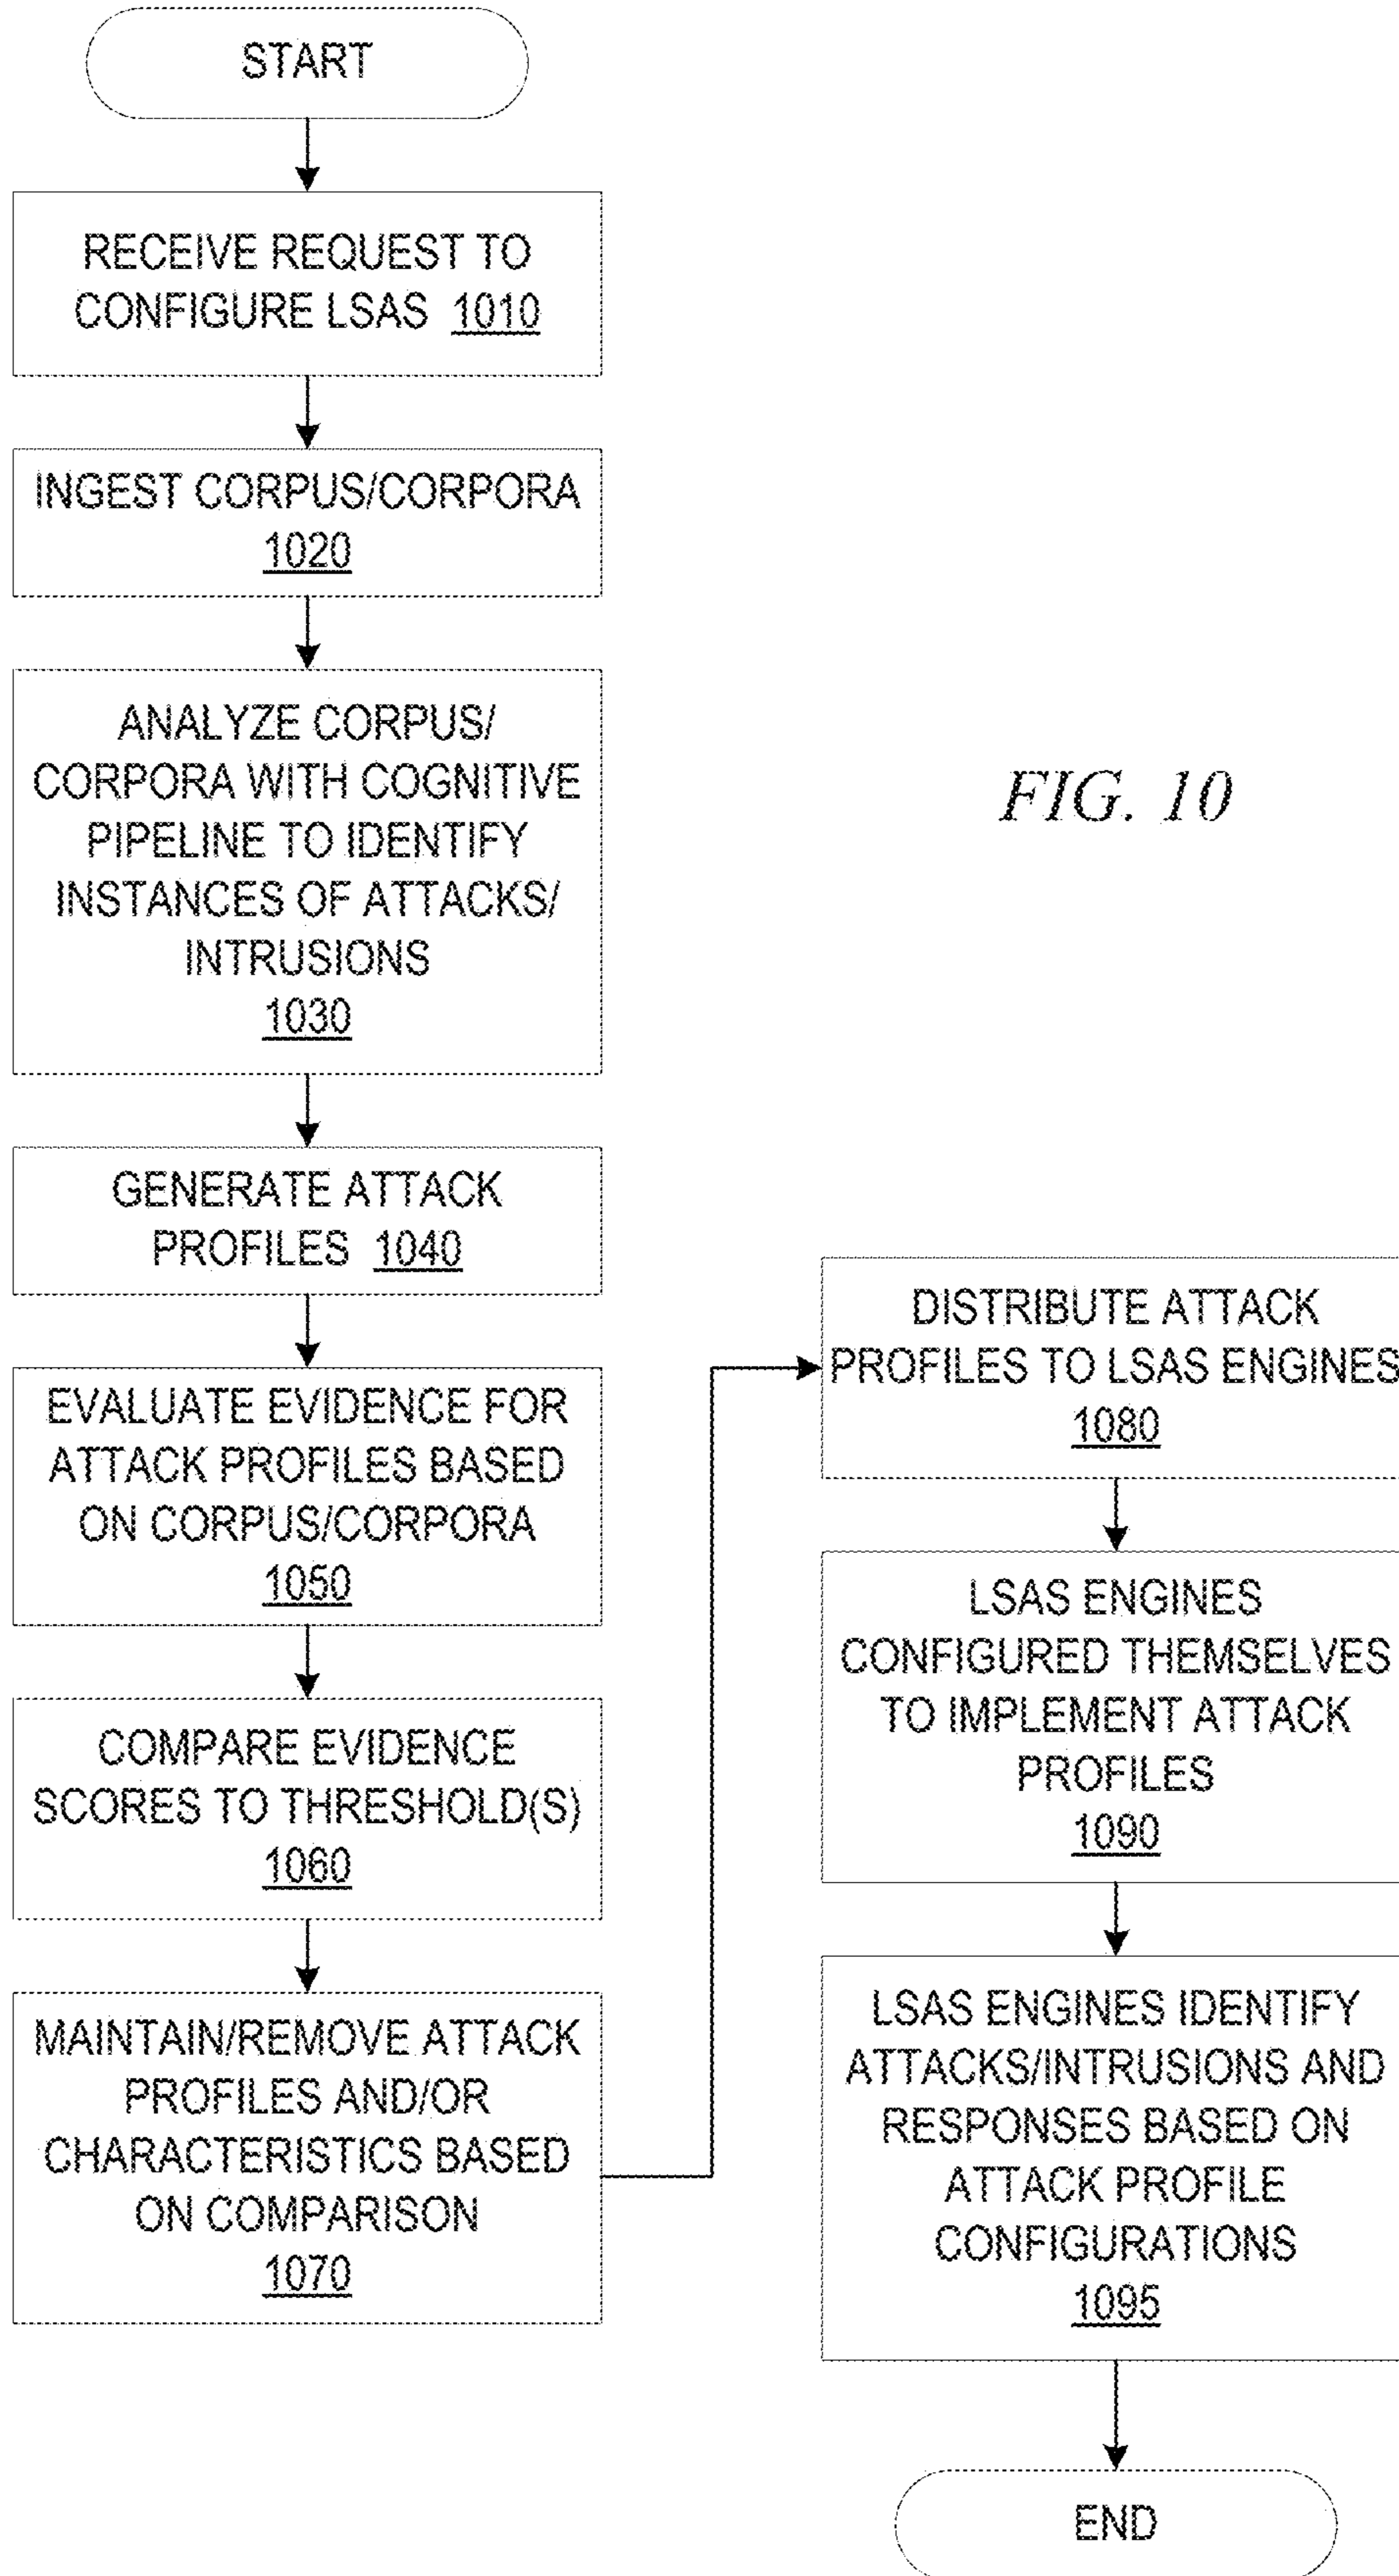 START
RECEIVE REQUEST TO
CONFIGURE LSAS 1010
INGEST CORPUS/CORPORA
1020
ANALYZE CORPUS/
CORPORA WITH COGNITIVE
PIPELINE TO IDENTIFY
INSTANCES OF ATTACKS/
INTRUSIONS
1030
GENERATE ATTACK
PROFILES 1040
EVALUATE EVIDENCE FOR
ATTACK PROFILES BASED
ON CORPUS/CORPORA
1050
COMPARE EVIDENCE
SCORES TO THRESHOLD(S)
1060
MAINTAIN/REMOVE ATTACK
PROFILES AND/OR
CHARACTERISTICS BASED
ON COMPARISON
1070
FIG. 10
DISTRIBUTE ATTACK
PROFILES TO LSAS ENGINES
1080
LSAS ENGINES
CONFIGURED THEMSELVES
TO IMPLEMENT ATTACK
PROFILES
1090
LSAS ENGINES IDENTIFY
ATTACKS/INTRUSIONS AND
RESPONSES BASED ON
ATTACK PROFILE
CONFIGURATIONS
1095
END